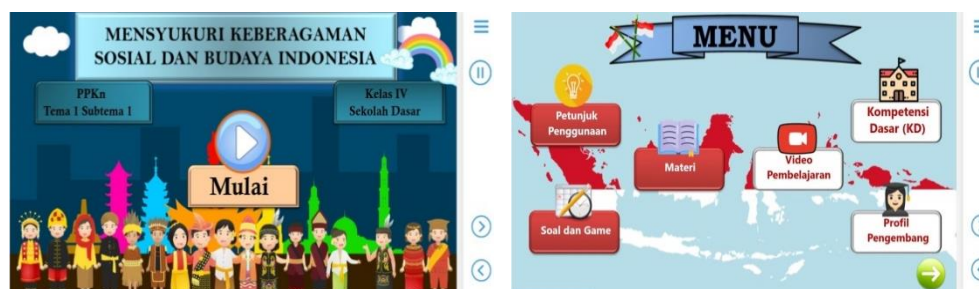 MENSYUKURI KEBERAGAMAN
SOSIAL DAN BUDAYA INDONESIA
PPKn
Tema 1 Subtema 1
Kelas IV
Sekolah Dasar
Mulai
MENU
Petunjuk
Penggunaan
Kompetensi
Dasar (KD)
Materi
Video
Pembelajaran
Soal dan Game
Profil
Pengembang